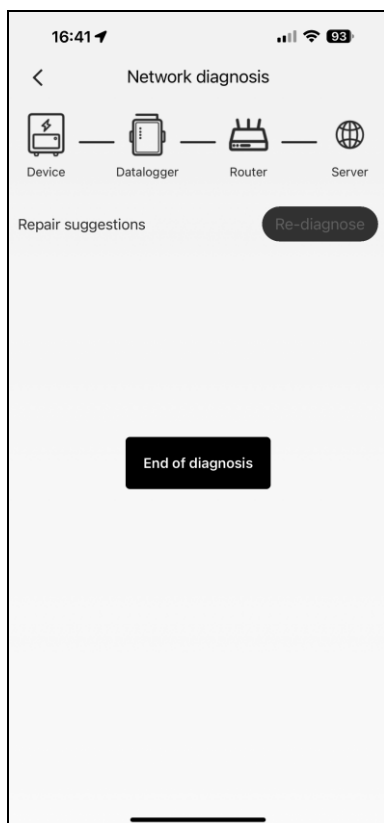 16:41
93
Network diagnosis
Device Datalogger Router Server
Repair suggestions Re-diagnose
End of diagnosis